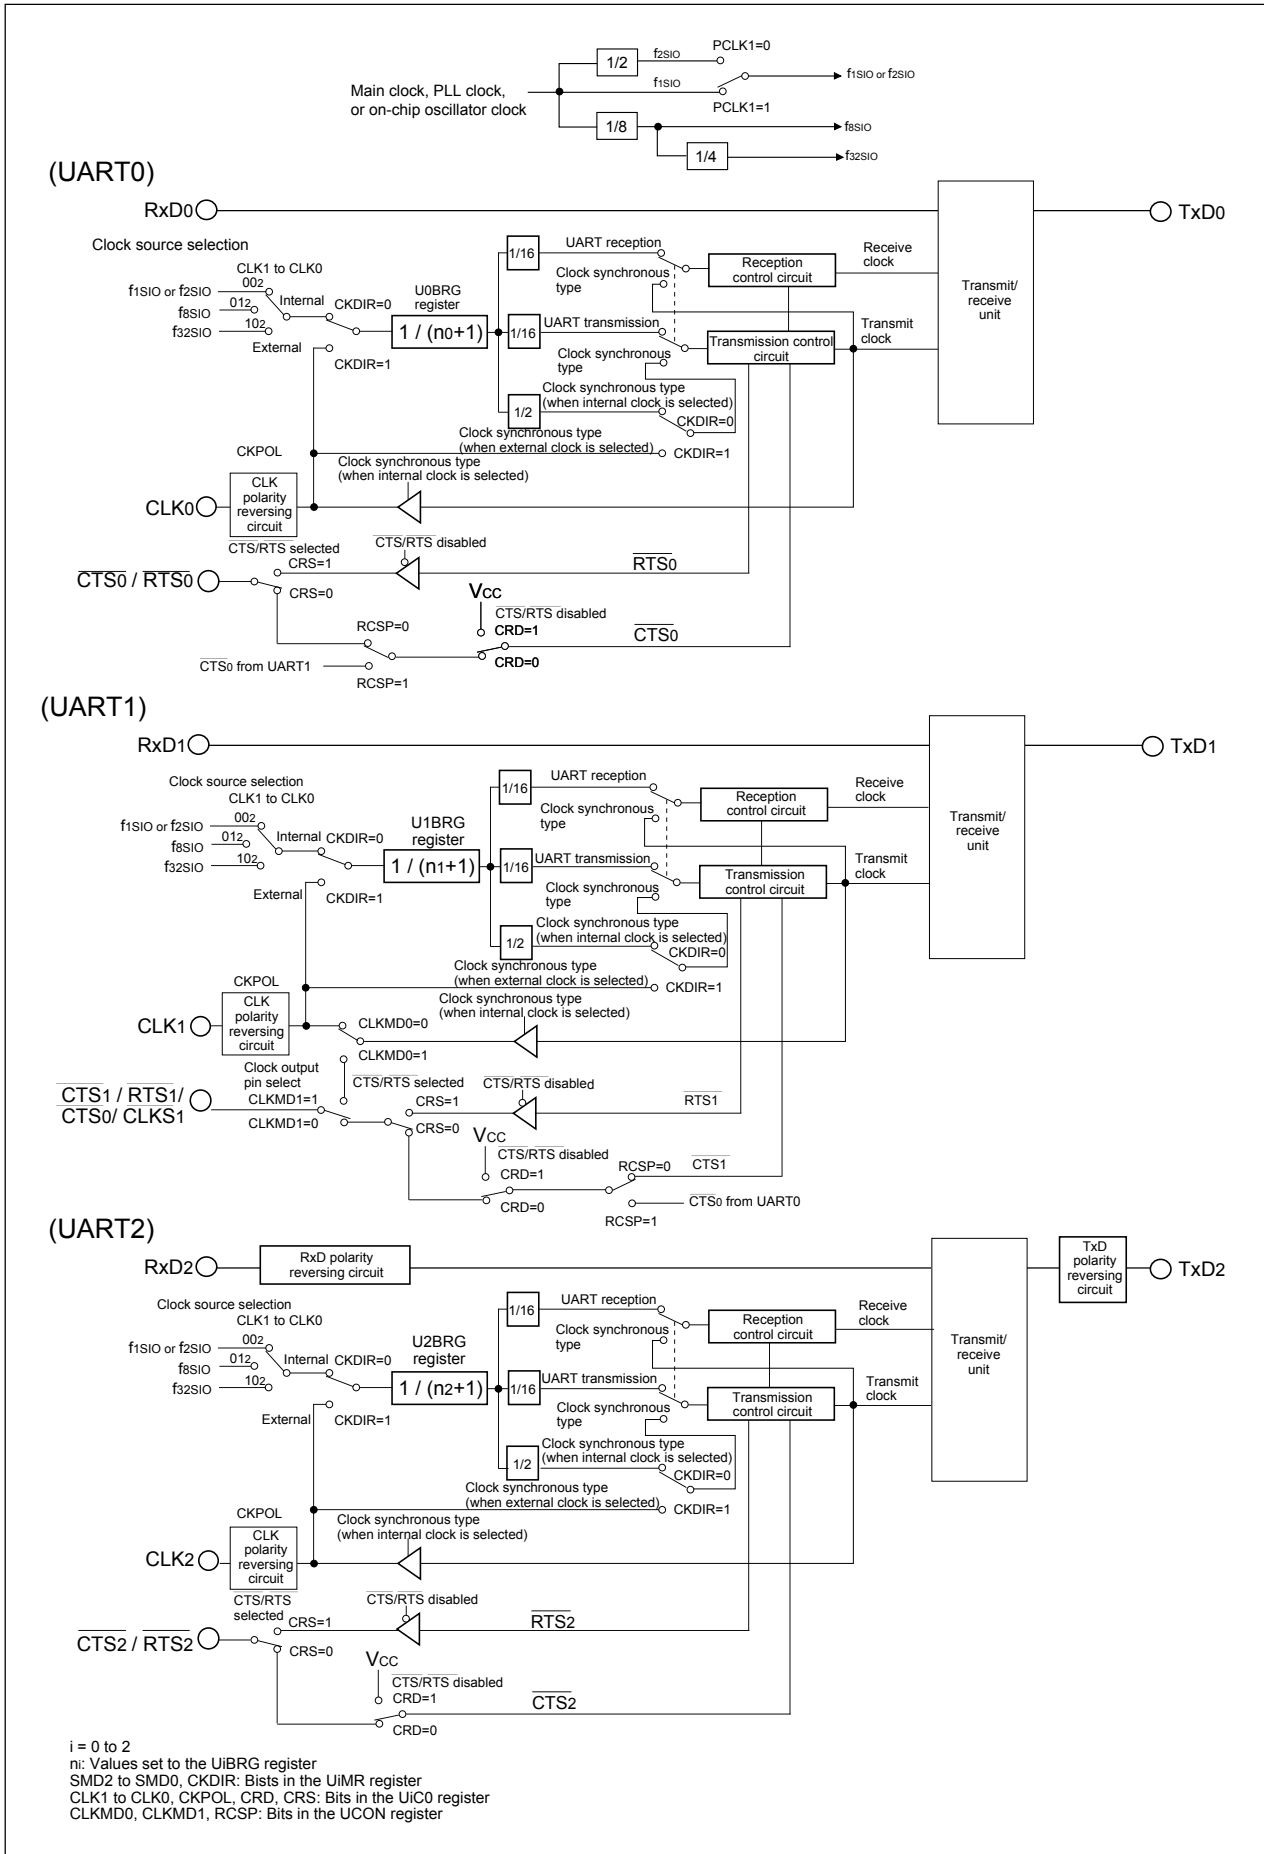 Main clock, PLL clock,
or on-chip oscillator clock
1/2
f2SIO
PCLK1=0
f1SIO
PCLK1=1
f1SIO or f2SIO
1/8
f8SIO
1/4
f32SIO
(UART0)
RxD0
TxD0
Clock source selection
CLK1 to CLK0
f1SIO or f2SIO
002
f8SIO
012
f32SIO
102
Internal
CKDIR=0
External
CKDIR=1
U0BRG
register
1 / (n0+1)
1/16
UART reception
Clock synchronous
type
1/16
UART transmission
Clock synchronous
type
1/2
Clock synchronous type
(when internal clock is selected)
CKDIR=0
Clock synchronous type
(when external clock is selected)
CKDIR=1
Reception
control circuit
Receive
clock
Transmission control
circuit
Transmit
clock
Transmit/
receive
unit
CKPOL
CLK0
CLK
polarity
reversing
circuit
Clock synchronous type
(when internal clock is selected)
CTS/RTS selected
CTS/RTS disabled
CTS0 / RTS0
CRS=1
CRS=0
RTS0
VCC
CTS/RTS disabled
CRD=1
CRD=0
CTS0
RCSP=0
CTS0 from UART1
RCSP=1
(UART1)
RxD1
TxD1
Clock source selection
CLK1 to CLK0
f1SIO or f2SIO
002
f8SIO
012
f32SIO
102
Internal
CKDIR=0
External
CKDIR=1
U1BRG
register
1 / (n1+1)
1/16
UART reception
Clock synchronous
type
1/16
UART transmission
Clock synchronous
type
1/2
Clock synchronous type
(when internal clock is selected)
CKDIR=0
Clock synchronous type
(when external clock is selected)
CKDIR=1
Reception
control circuit
Receive
clock
Transmission
control circuit
Transmit
clock
Transmit/
receive
unit
CKPOL
CLK1
CLK
polarity
reversing
circuit
Clock synchronous type
(when internal clock is selected)
CLKMD0=0
CLKMD0=1
Clock output
pin select
CTS/RTS selected
CTS/RTS disabled
CTS1 / RTS1/
CTS0/ CLKS1
CLKMD1=1
CLKMD1=0
CRS=1
CRS=0
RTS1
VCC
CTS/RTS disabled
CRD=1
CRD=0
RCSP=0
CTS1
CTS0 from UART0
RCSP=1
(UART2)
RxD2
RxD polarity
reversing circuit
TxD
polarity
reversing
circuit
TxD2
Clock source selection
CLK1 to CLK0
f1SIO or f2SIO
002
f8SIO
012
f32SIO
102
Internal
CKDIR=0
External
CKDIR=1
U2BRG
register
1 / (n2+1)
1/16
UART reception
Clock synchronous
type
1/16
UART transmission
Clock synchronous
type
1/2
Clock synchronous type
(when internal clock is selected)
CKDIR=0
Clock synchronous type
(when external clock is selected)
CKDIR=1
Reception
control circuit
Receive
clock
Transmission
control circuit
Transmit
clock
Transmit/
receive
unit
CKPOL
CLK2
CLK
polarity
reversing
circuit
Clock synchronous type
(when internal clock is selected)
CTS/RTS
selected
CTS/RTS disabled
CTS2 / RTS2
CRS=1
CRS=0
RTS2
VCC
CTS/RTS disabled
CRD=1
CRD=0
CTS2
i = 0 to 2
ni: Values set to the UiBRG register
SMD2 to SMD0, CKDIR: Bists in the UiMR register
CLK1 to CLK0, CKPOL, CRD, CRS: Bits in the UiC0 register
CLKMD0, CLKMD1, RCSP: Bits in the UCON register